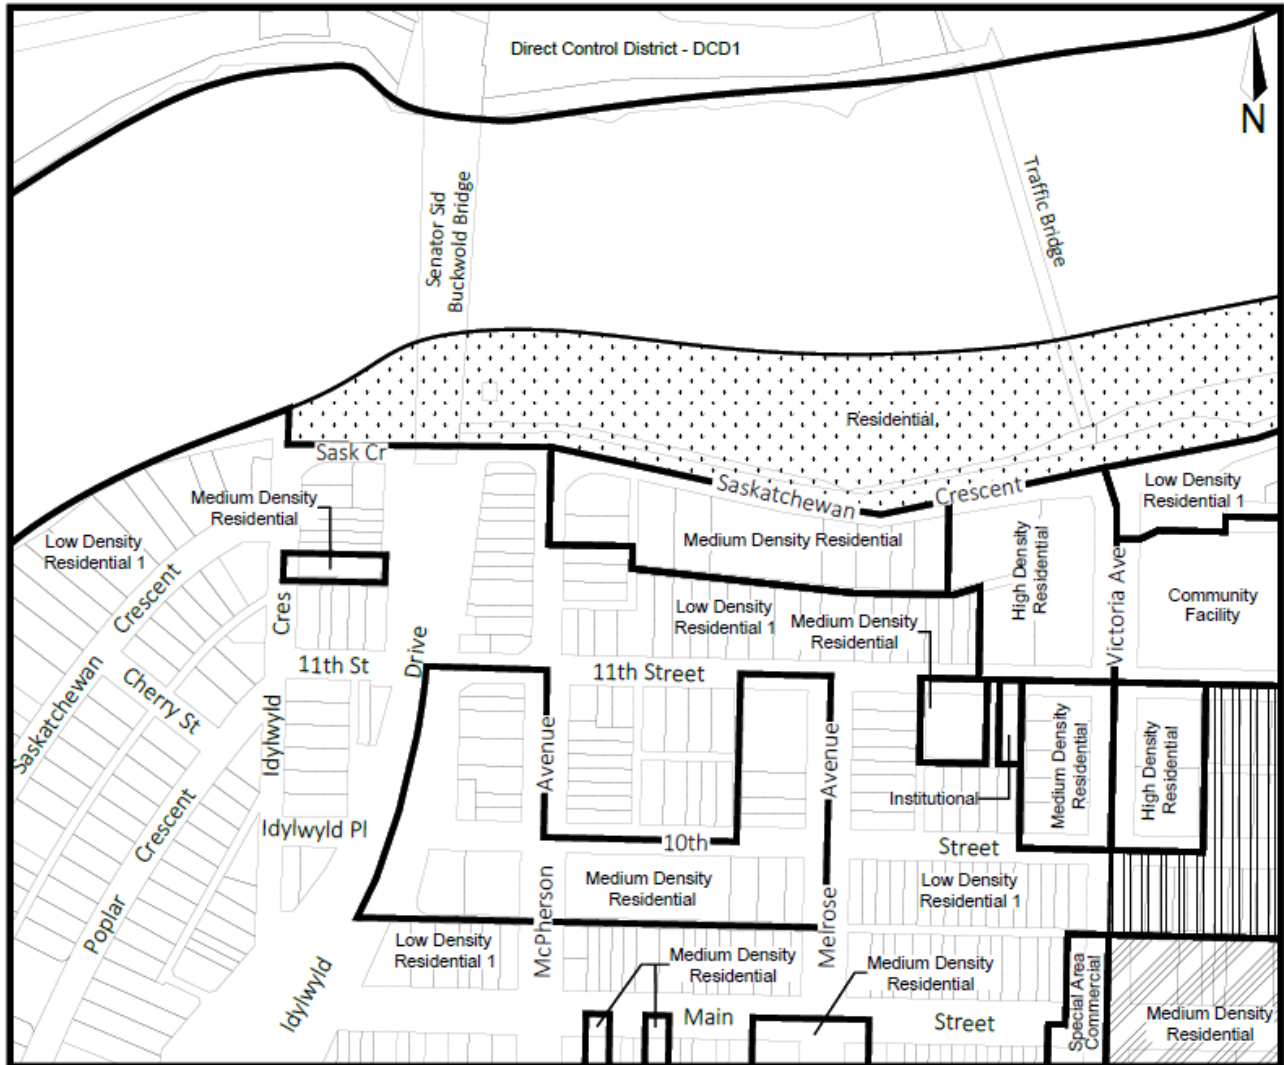 Direct Control District - DCD1
N
Senator Sid
Buckwold Bridge
Traffic Bridge
Residential
Sask Cr
Saskatchewan
Crescent
Low Density
Residential 1
Medium Density
Residential
Low Density
Residential 1
Medium Density Residential
High Density
Residential
Community
Facility
Victoria Ave
Low Density
Residential 1
Medium Density
Residential
Saskatchewan
Crescent
Cres
Idylwyld
Drive
11th St
11th Street
Cherry St
Avenue
Avenue
Medium Density
Residential
High Density
Residential
Institutional
Idylwyld Pl
10th
Street
Poplar
Crescent
McPherson
Medium Density
Residential
Melrose
Low Density
Residential 1
Low Density
Residential 1
Medium Density
Residential
Medium Density
Residential
Special Area
Commercial
Idylwyld
Main
Street
Medium Density
Residential